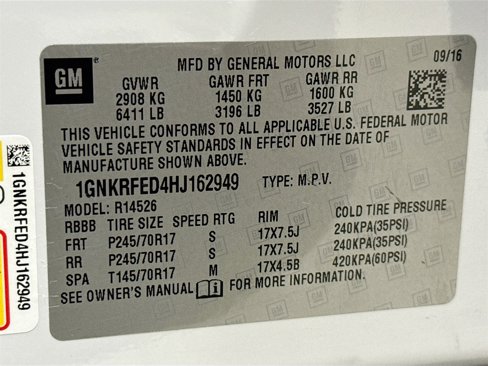 GM
MFD BY GENERAL MOTORS LLC
09/16
GVWR GAWR FRT GAWR RR
2908 KG 1450 KG 1600 KG
6411 LB 3196 LB 3527 LB
THIS VEHICLE CONFORMS TO ALL APPLICABLE U.S. FEDERAL MOTOR
VEHICLE SAFETY STANDARDS IN EFFECT ON THE DATE OF
MANUFACTURE SHOWN ABOVE.
1GNKRFED4HJ162949 TYPE: M.P.V.
MODEL: R14526
RBBB TIRE SIZE SPEED RTG RIM COLD TIRE PRESSURE
FRT P245/70R17 S 17X7.5J 240KPA(35PSI)
RR P245/70R17 S 17X7.5J 240KPA(35PSI)
SPA T145/70R17 M 17X4.5B 420KPA(60PSI)
SEE OWNER'S MANUAL FOR MORE INFORMATION.
1GNKRFED4HJ162949